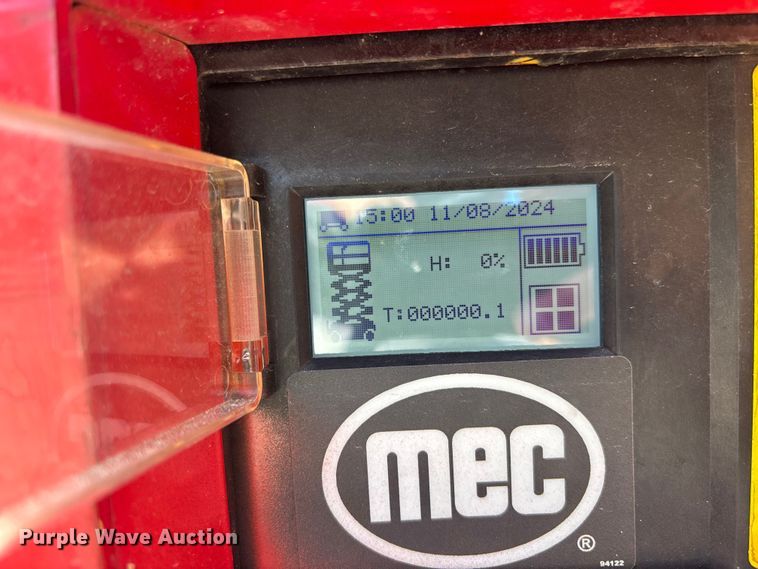 15:00 11/08/2024
H: 0%
T:000000.1
mec
®
94122
Purple Wave Auction